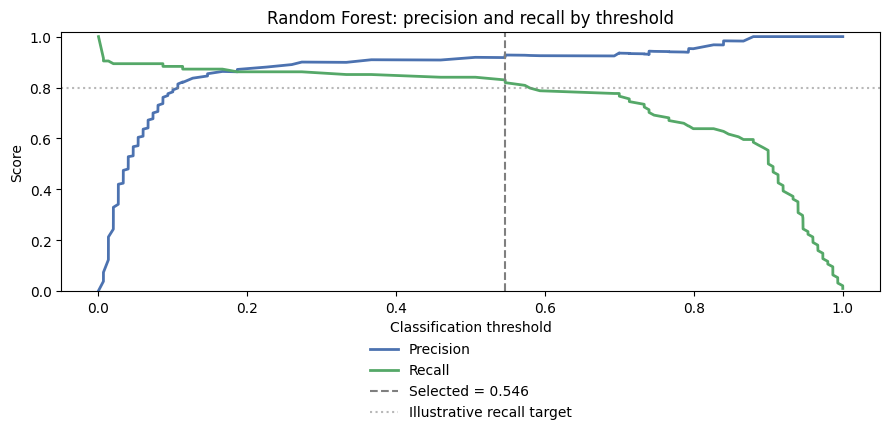 Random Forest: precision and recall by threshold
1.0
0.8
0.6
0.4
0.2
0.0
Score
0.0 0.2 0.4 0.6 0.8 1.0
Classification threshold
Precision
Recall
Selected = 0.546
Illustrative recall target